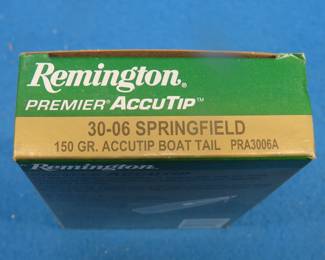 Remington®
PREMIER® ACCUTIP™
30-06 SPRINGFIELD
150 GR. ACCUTIP BOAT TAIL PRA3006A
Remington